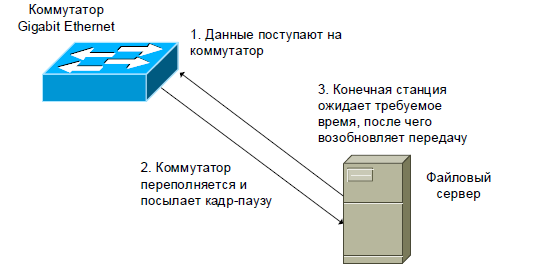 Коммутатор
Gigabit Ethernet
1. Данные поступают на
коммутатор
3. Конечная станция
ожидает требуемое
время, после чего
возобновляет передачу
2. Коммутатор
переполняется и
посылает кадр-паузу
Файловый
сервер